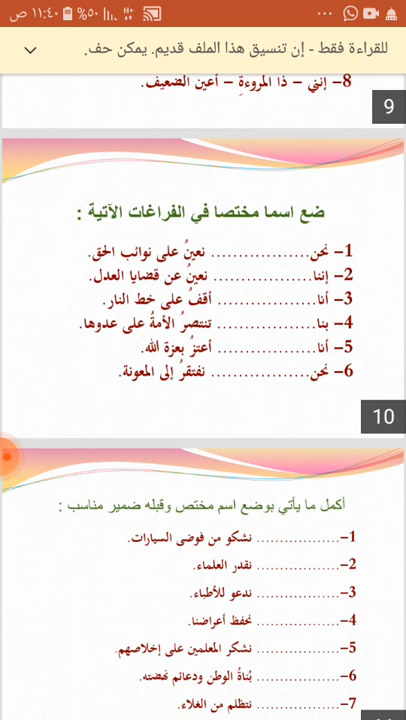 ١١:٤٠ ص ٥٠%
للقراءة فقط - إن تنسيق هذا الملف قديم. يمكن حف.
8- إنني – ذا المروءةِ – أعين الضعيف.
9
ضع اسما مختصا في الفراغات الآتية :
1- نحن................. نعينُ على نوائب الحق.
2- إننا................. نعينُ عن قضايا العدل.
3- أنا ................. أقفُ على خط النار.
4- بنا................. تنتصرُ الأمةُ على عدوها.
5- أنا ................. أعتزُ بعزة الله.
6- نحن................. نفتقرُ إلى المعونة.
10
أكمل ما يأتي بوضع اسم مختص وقبله ضمير مناسب :
1-................. نشكو من فوضى السيارات.
2-................. نقدر العلماء.
3-................. ندعو للأطباء.
4-................. نحفظ أعراضنا.
5-................. نشكر المعلمين على إخلاصهم.
6-................. بُناةُ الوطن ودعائم نهضته.
7-................. نتظلم من الغلاء.